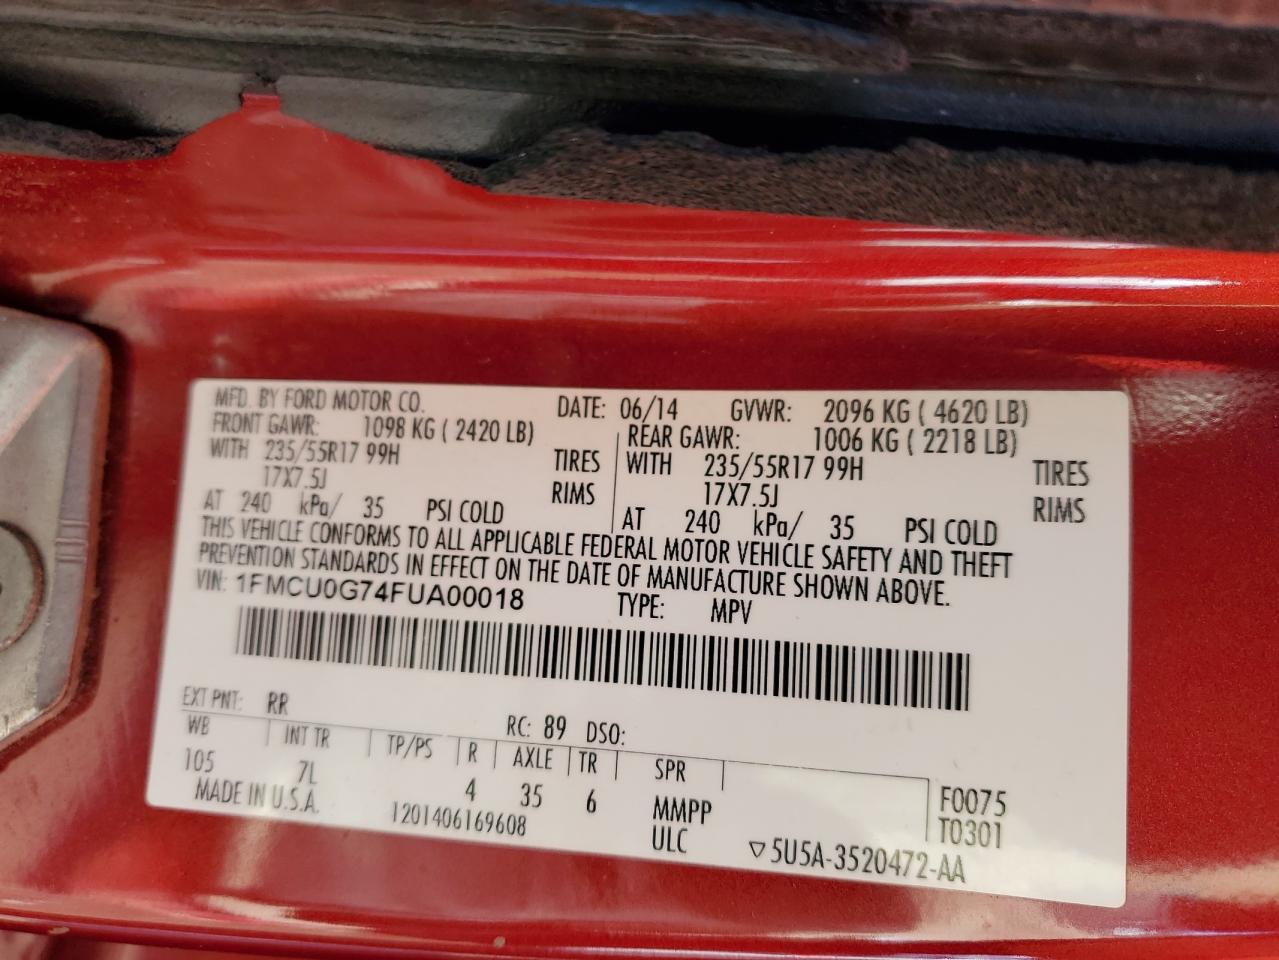 MFD. BY FORD MOTOR CO. DATE: 06/14 GVWR: 2096 KG ( 4620 LB)
FRONT GAWR: 1098 KG ( 2420 LB) REAR GAWR: 1006 KG ( 2218 LB)
WITH 235/55R17 99H TIRES WITH 235/55R17 99H TIRES
17X7.5J RIMS 17X7.5J RIMS
AT 240 kPa/ 35 PSI COLD AT 240 kPa/ 35 PSI COLD
THIS VEHICLE CONFORMS TO ALL APPLICABLE FEDERAL MOTOR VEHICLE SAFETY AND THEFT
PREVENTION STANDARDS IN EFFECT ON THE DATE OF MANUFACTURE SHOWN ABOVE.
VIN: 1FMCU0G74FUA00018 TYPE: MPV
EXT PNT: RR RC: 89 DSO:
WB INT TR TP/PS R AXLE TR SPR
105 7L 4 35 6 MMPP F0075
MADE IN U.S.A. 1201406169608 ULC T0301
▽5U5A-3520472-AA